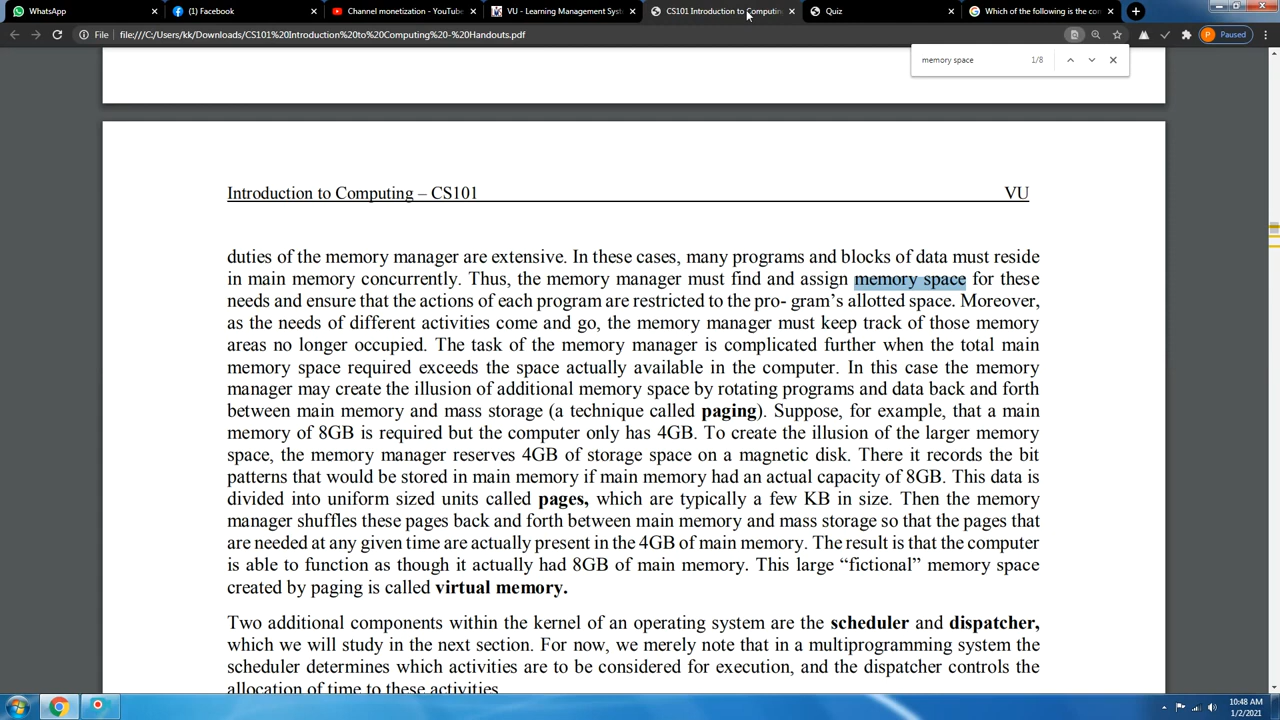 WhatsApp
(1) Facebook
Channel monetization - YouTube
VU - Learning Management Sys
CS101 Introduction to Computin
Quiz
Which of the following is the con
File
file:///C:/Users/kk/Downloads/CS101%20Introduction%20to%20Computing%20-%20Handouts.pdf
P
Paused
memory space
1/8
Introduction to Computing – CS101
VU
duties of the memory manager are extensive. In these cases, many programs and blocks of data must reside
in main memory concurrently. Thus, the memory manager must find and assign memory space for these
needs and ensure that the actions of each program are restricted to the pro- gram’s allotted space. Moreover,
as the needs of different activities come and go, the memory manager must keep track of those memory
areas no longer occupied. The task of the memory manager is complicated further when the total main
memory space required exceeds the space actually available in the computer. In this case the memory
manager may create the illusion of additional memory space by rotating programs and data back and forth
between main memory and mass storage (a technique called paging). Suppose, for example, that a main
memory of 8GB is required but the computer only has 4GB. To create the illusion of the larger memory
space, the memory manager reserves 4GB of storage space on a magnetic disk. There it records the bit
patterns that would be stored in main memory if main memory had an actual capacity of 8GB. This data is
divided into uniform sized units called pages, which are typically a few KB in size. Then the memory
manager shuffles these pages back and forth between main memory and mass storage so that the pages that
are needed at any given time are actually present in the 4GB of main memory. The result is that the computer
is able to function as though it actually had 8GB of main memory. This large “fictional” memory space
created by paging is called virtual memory.
Two additional components within the kernel of an operating system are the scheduler and dispatcher,
which we will study in the next section. For now, we merely note that in a multiprogramming system the
scheduler determines which activities are to be considered for execution, and the dispatcher controls the
allocation of time to these activities.
10:48 AM
1/2/2021